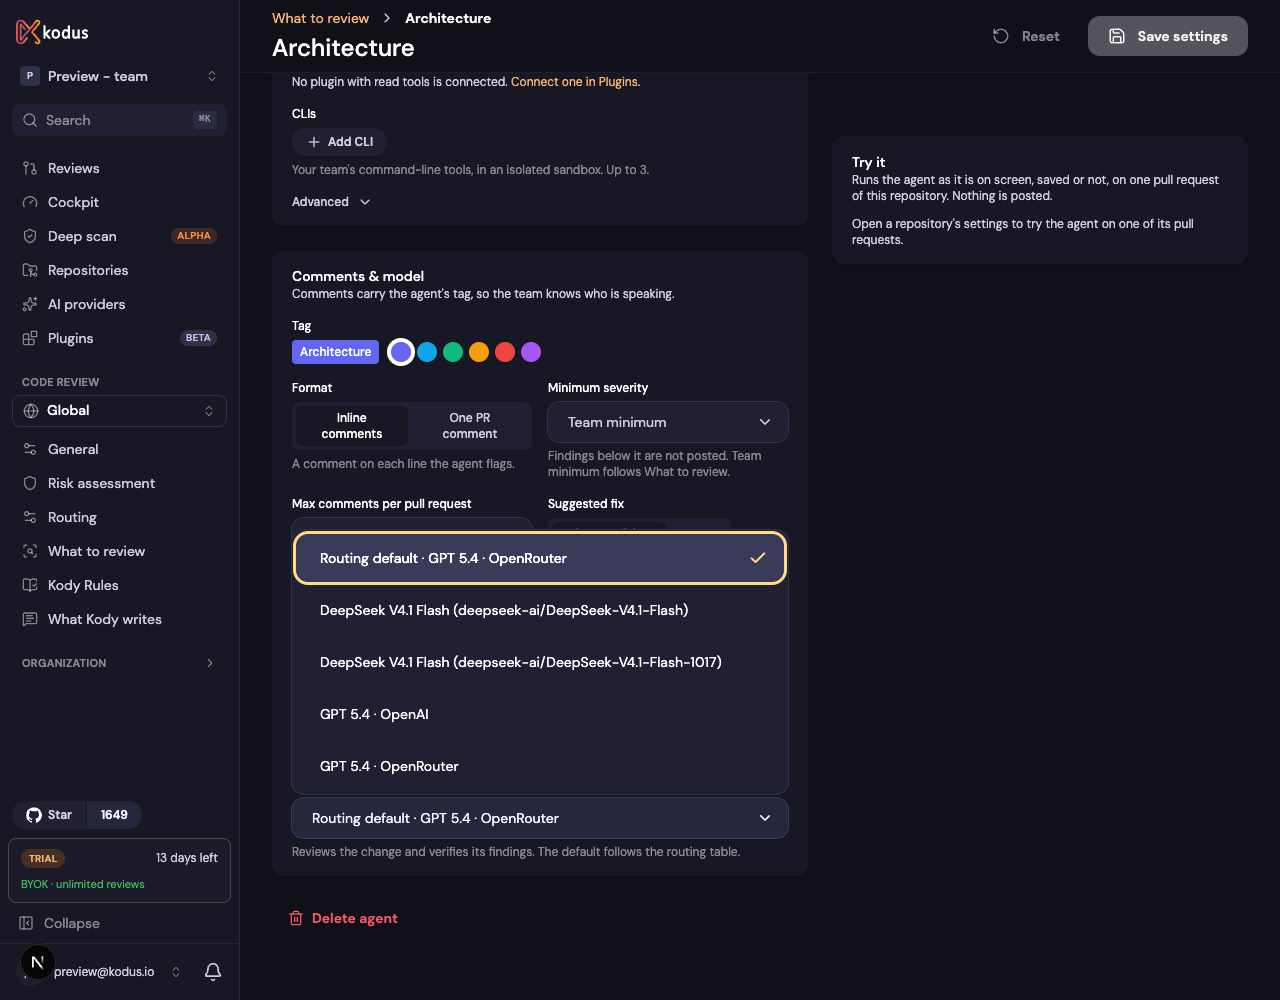 kodus
P Preview - team
Search ⌘K
Reviews
Cockpit
Deep scan ALPHA
Repositories
AI providers
Plugins BETA
CODE REVIEW
Global
General
Risk assessment
Routing
What to review
Kody Rules
What Kody writes
ORGANIZATION
Star 1649
TRIAL 13 days left
BYOK · unlimited reviews
Collapse
N preview@kodus.io
What to review > Architecture
Architecture
Reset
Save settings
No plugin with read tools is connected. Connect one in Plugins.
CLIs
+ Add CLI
Your team's command-line tools, in an isolated sandbox. Up to 3.
Advanced
Comments & model
Comments carry the agent's tag, so the team knows who is speaking.
Tag
Architecture
Format
Inline comments
One PR comment
A comment on each line the agent flags.
Minimum severity
Team minimum
Findings below it are not posted. Team
minimum follows What to review.
Max comments per pull request
Suggested fix
Routing default · GPT 5.4 · OpenRouter
DeepSeek V4.1 Flash (deepseek-ai/DeepSeek-V4.1-Flash)
DeepSeek V4.1 Flash (deepseek-ai/DeepSeek-V4.1-Flash-1017)
GPT 5.4 · OpenAI
GPT 5.4 · OpenRouter
Routing default · GPT 5.4 · OpenRouter
Reviews the change and verifies its findings. The default follows the routing table.
Delete agent
Try it
Runs the agent as it is on screen, saved or not, on one pull request
of this repository. Nothing is posted.
Open a repository's settings to try the agent on one of its pull
requests.